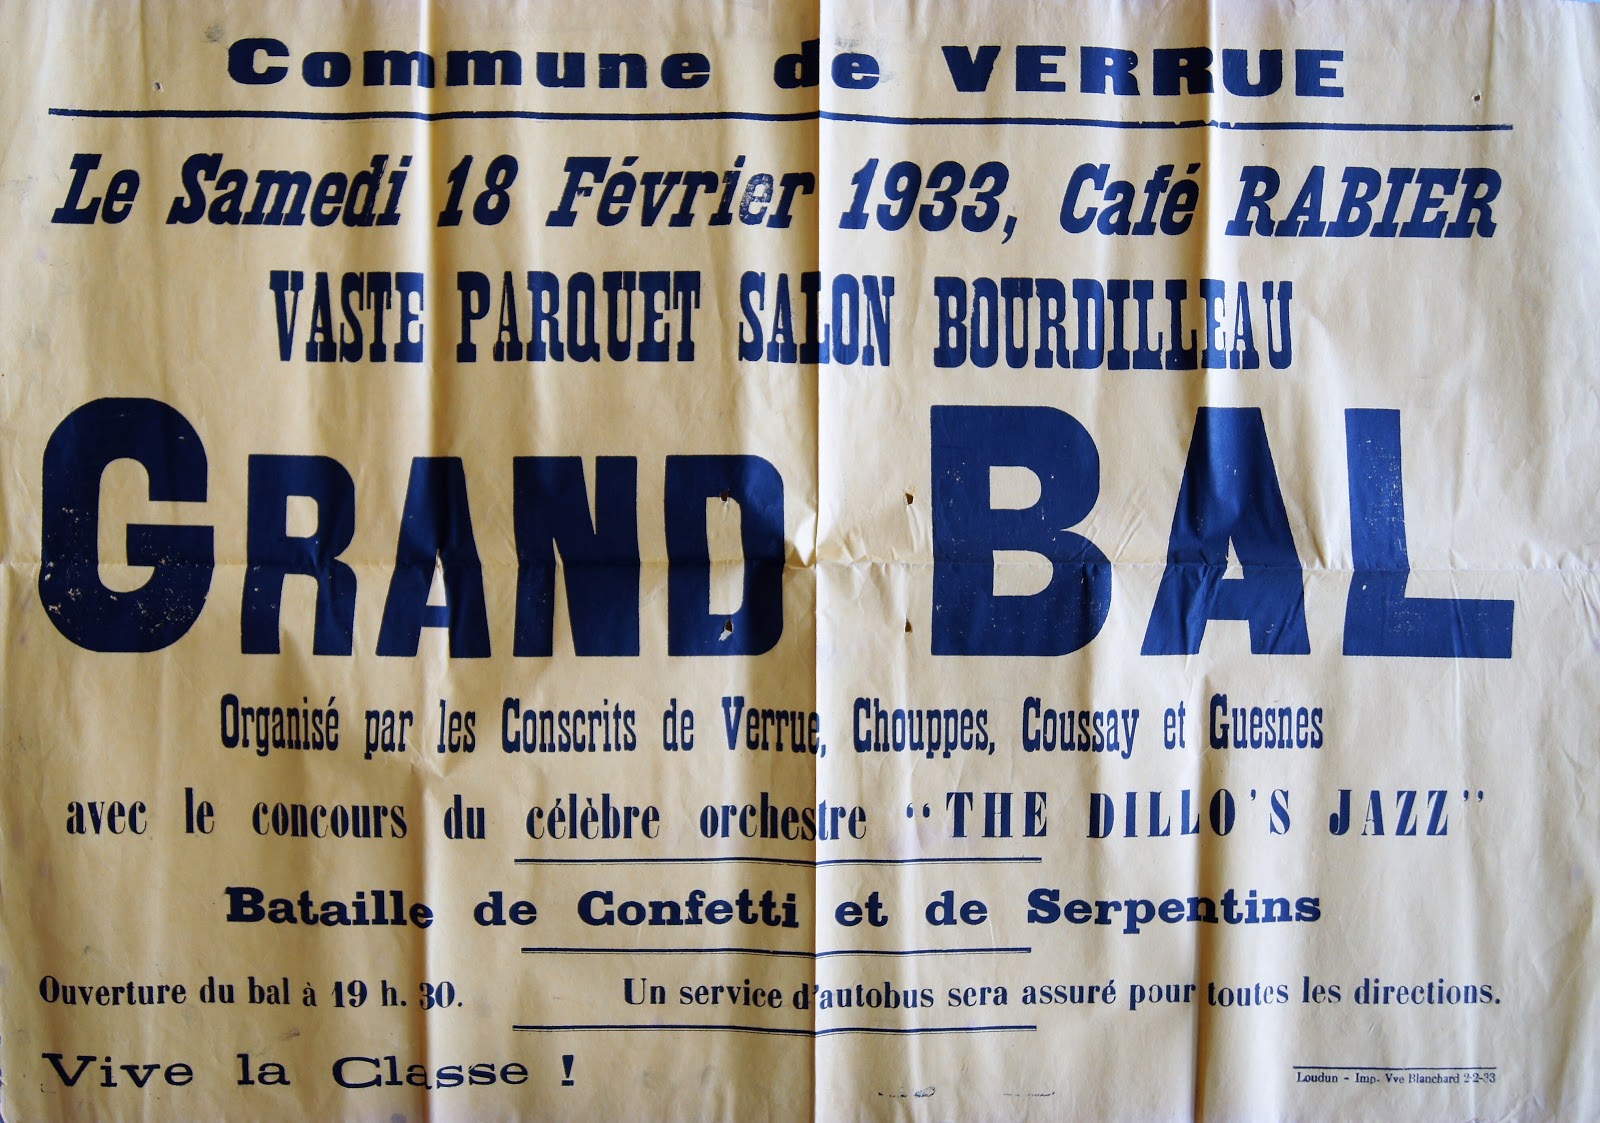 Commune de VERRUE
Le Samedi 18 Février 1933, Café RABIER
VASTE PARQUET SALON BOURDILLEAU
GRAND BAL
Organisé par les Conscrits de Verrue, Chouppes, Coussay et Guesnes
avec le concours du célèbre orchestre "THE DILLO'S JAZZ"
Bataille de Confetti et de Serpentins
Ouverture du bal à 19 h. 30. Un service d'autobus sera assuré pour toutes les directions.
Vive la Classe !
Loudun - Imp. Vve Blanchard 2-2-33